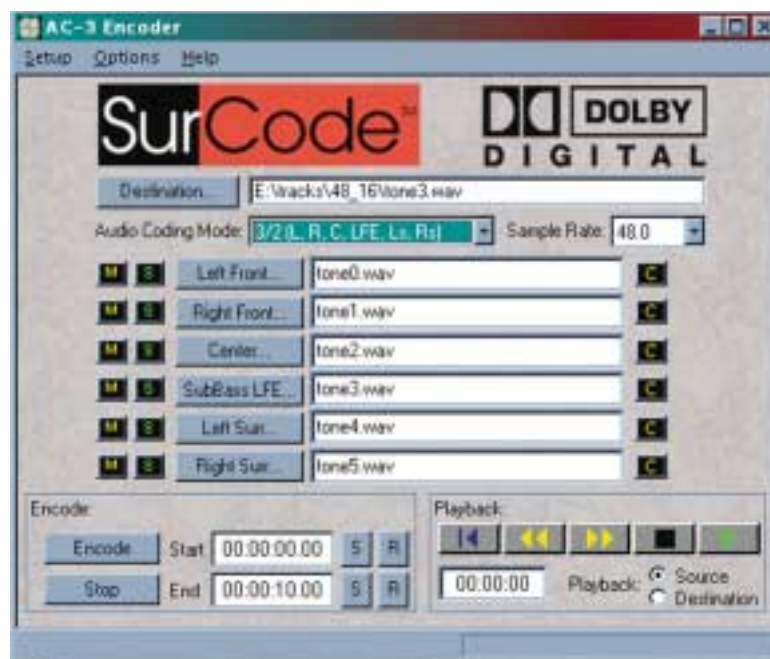 AC-3 Encoder
Setup Options Help
SurCode™ DOLBY
DIGITAL
Destination... E:\tracks\48_16\tone3.wav
Audio Coding Mode: 3/2 (L, R, C, LFE, Ls, Rs) Sample Rate: 48.0
M S Left Front... tone0.wav C
M S Right Front... tone1.wav C
M S Center... tone2.wav C
M S SubBass LFE... tone3.wav C
M S Left Surr... tone4.wav C
M S Right Surr... tone5.wav C
Encode: Playback:
Encode Start 00:00:00.00 S R
Stop End 00:00:10.00 S R
00:00:00 Playback: Source
Destination